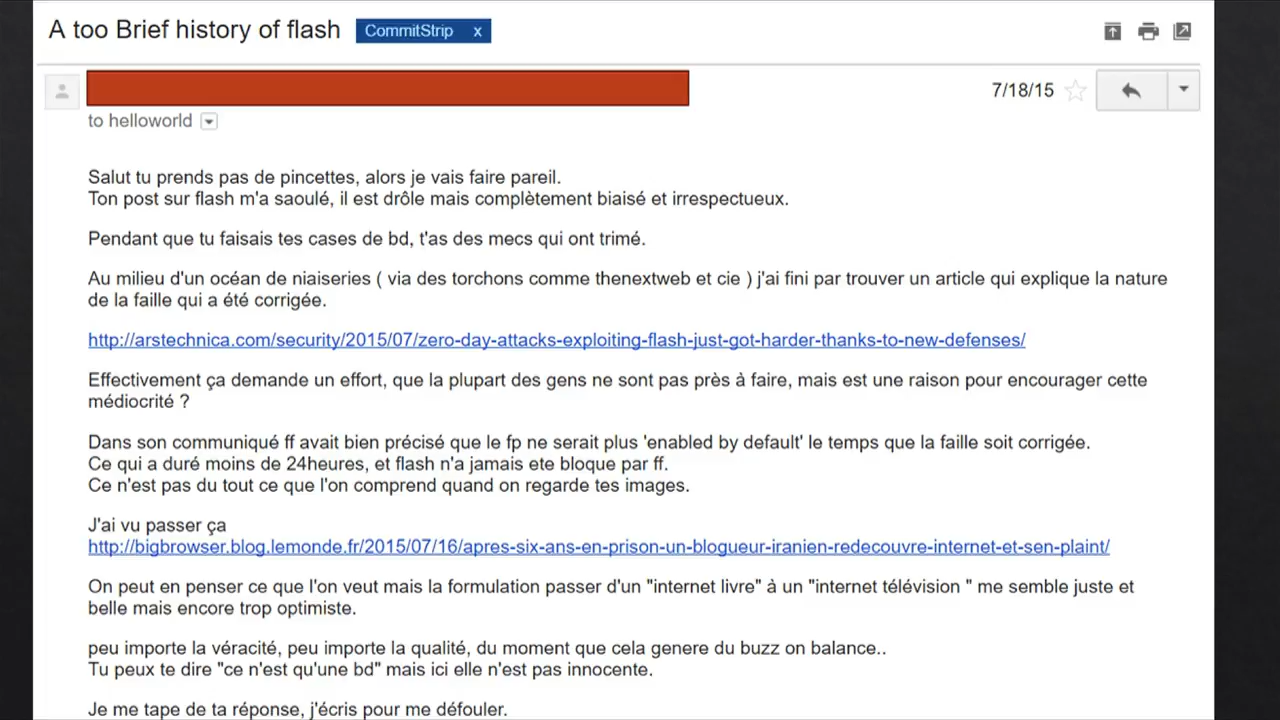 A too Brief history of flash CommitStrip x
7/18/15
to helloworld
Salut tu prends pas de pincettes, alors je vais faire pareil.
Ton post sur flash m'a saoulé, il est drôle mais complètement biaisé et irrespectueux.
Pendant que tu faisais tes cases de bd, t'as des mecs qui ont trimé.
Au milieu d'un océan de niaiseries ( via des torchons comme thenextweb et cie ) j'ai fini par trouver un article qui explique la nature
de la faille qui a été corrigée.
http://arstechnica.com/security/2015/07/zero-day-attacks-exploiting-flash-just-got-harder-thanks-to-new-defenses/
Effectivement ça demande un effort, que la plupart des gens ne sont pas près à faire, mais est une raison pour encourager cette
médiocrité ?
Dans son communiqué ff avait bien précisé que le fp ne serait plus 'enabled by default' le temps que la faille soit corrigée.
Ce qui a duré moins de 24heures, et flash n'a jamais ete bloque par ff.
Ce n'est pas du tout ce que l'on comprend quand on regarde tes images.
J'ai vu passer ça
http://bigbrowser.blog.lemonde.fr/2015/07/16/apres-six-ans-en-prison-un-blogueur-iranien-redecouvre-internet-et-sen-plaint/
On peut en penser ce que l'on veut mais la formulation passer d'un "internet livre" à un "internet télévision " me semble juste et
belle mais encore trop optimiste.
peu importe la véracité, peu importe la qualité, du moment que cela genere du buzz on balance..
Tu peux te dire "ce n'est qu'une bd" mais ici elle n'est pas innocente.
Je me tape de ta réponse, j'écris pour me défouler.